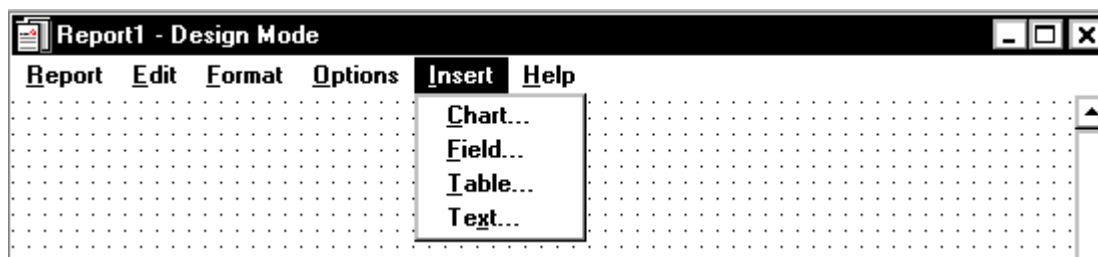 Report1 - Design Mode
Report Edit Format Options Insert Help
Chart...
Field...
Table...
Text...